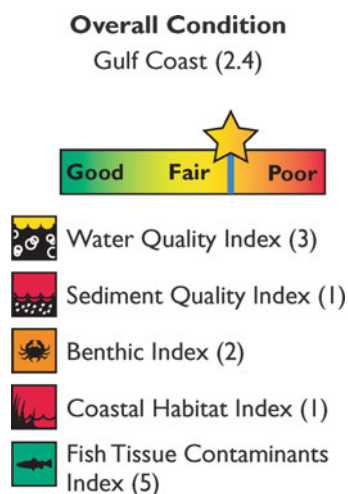 Overall Condition
Gulf Coast (2.4)
Good Fair Poor
Water Quality Index (3)
Sediment Quality Index (1)
Benthic Index (2)
Coastal Habitat Index (1)
Fish Tissue Contaminants
Index (5)